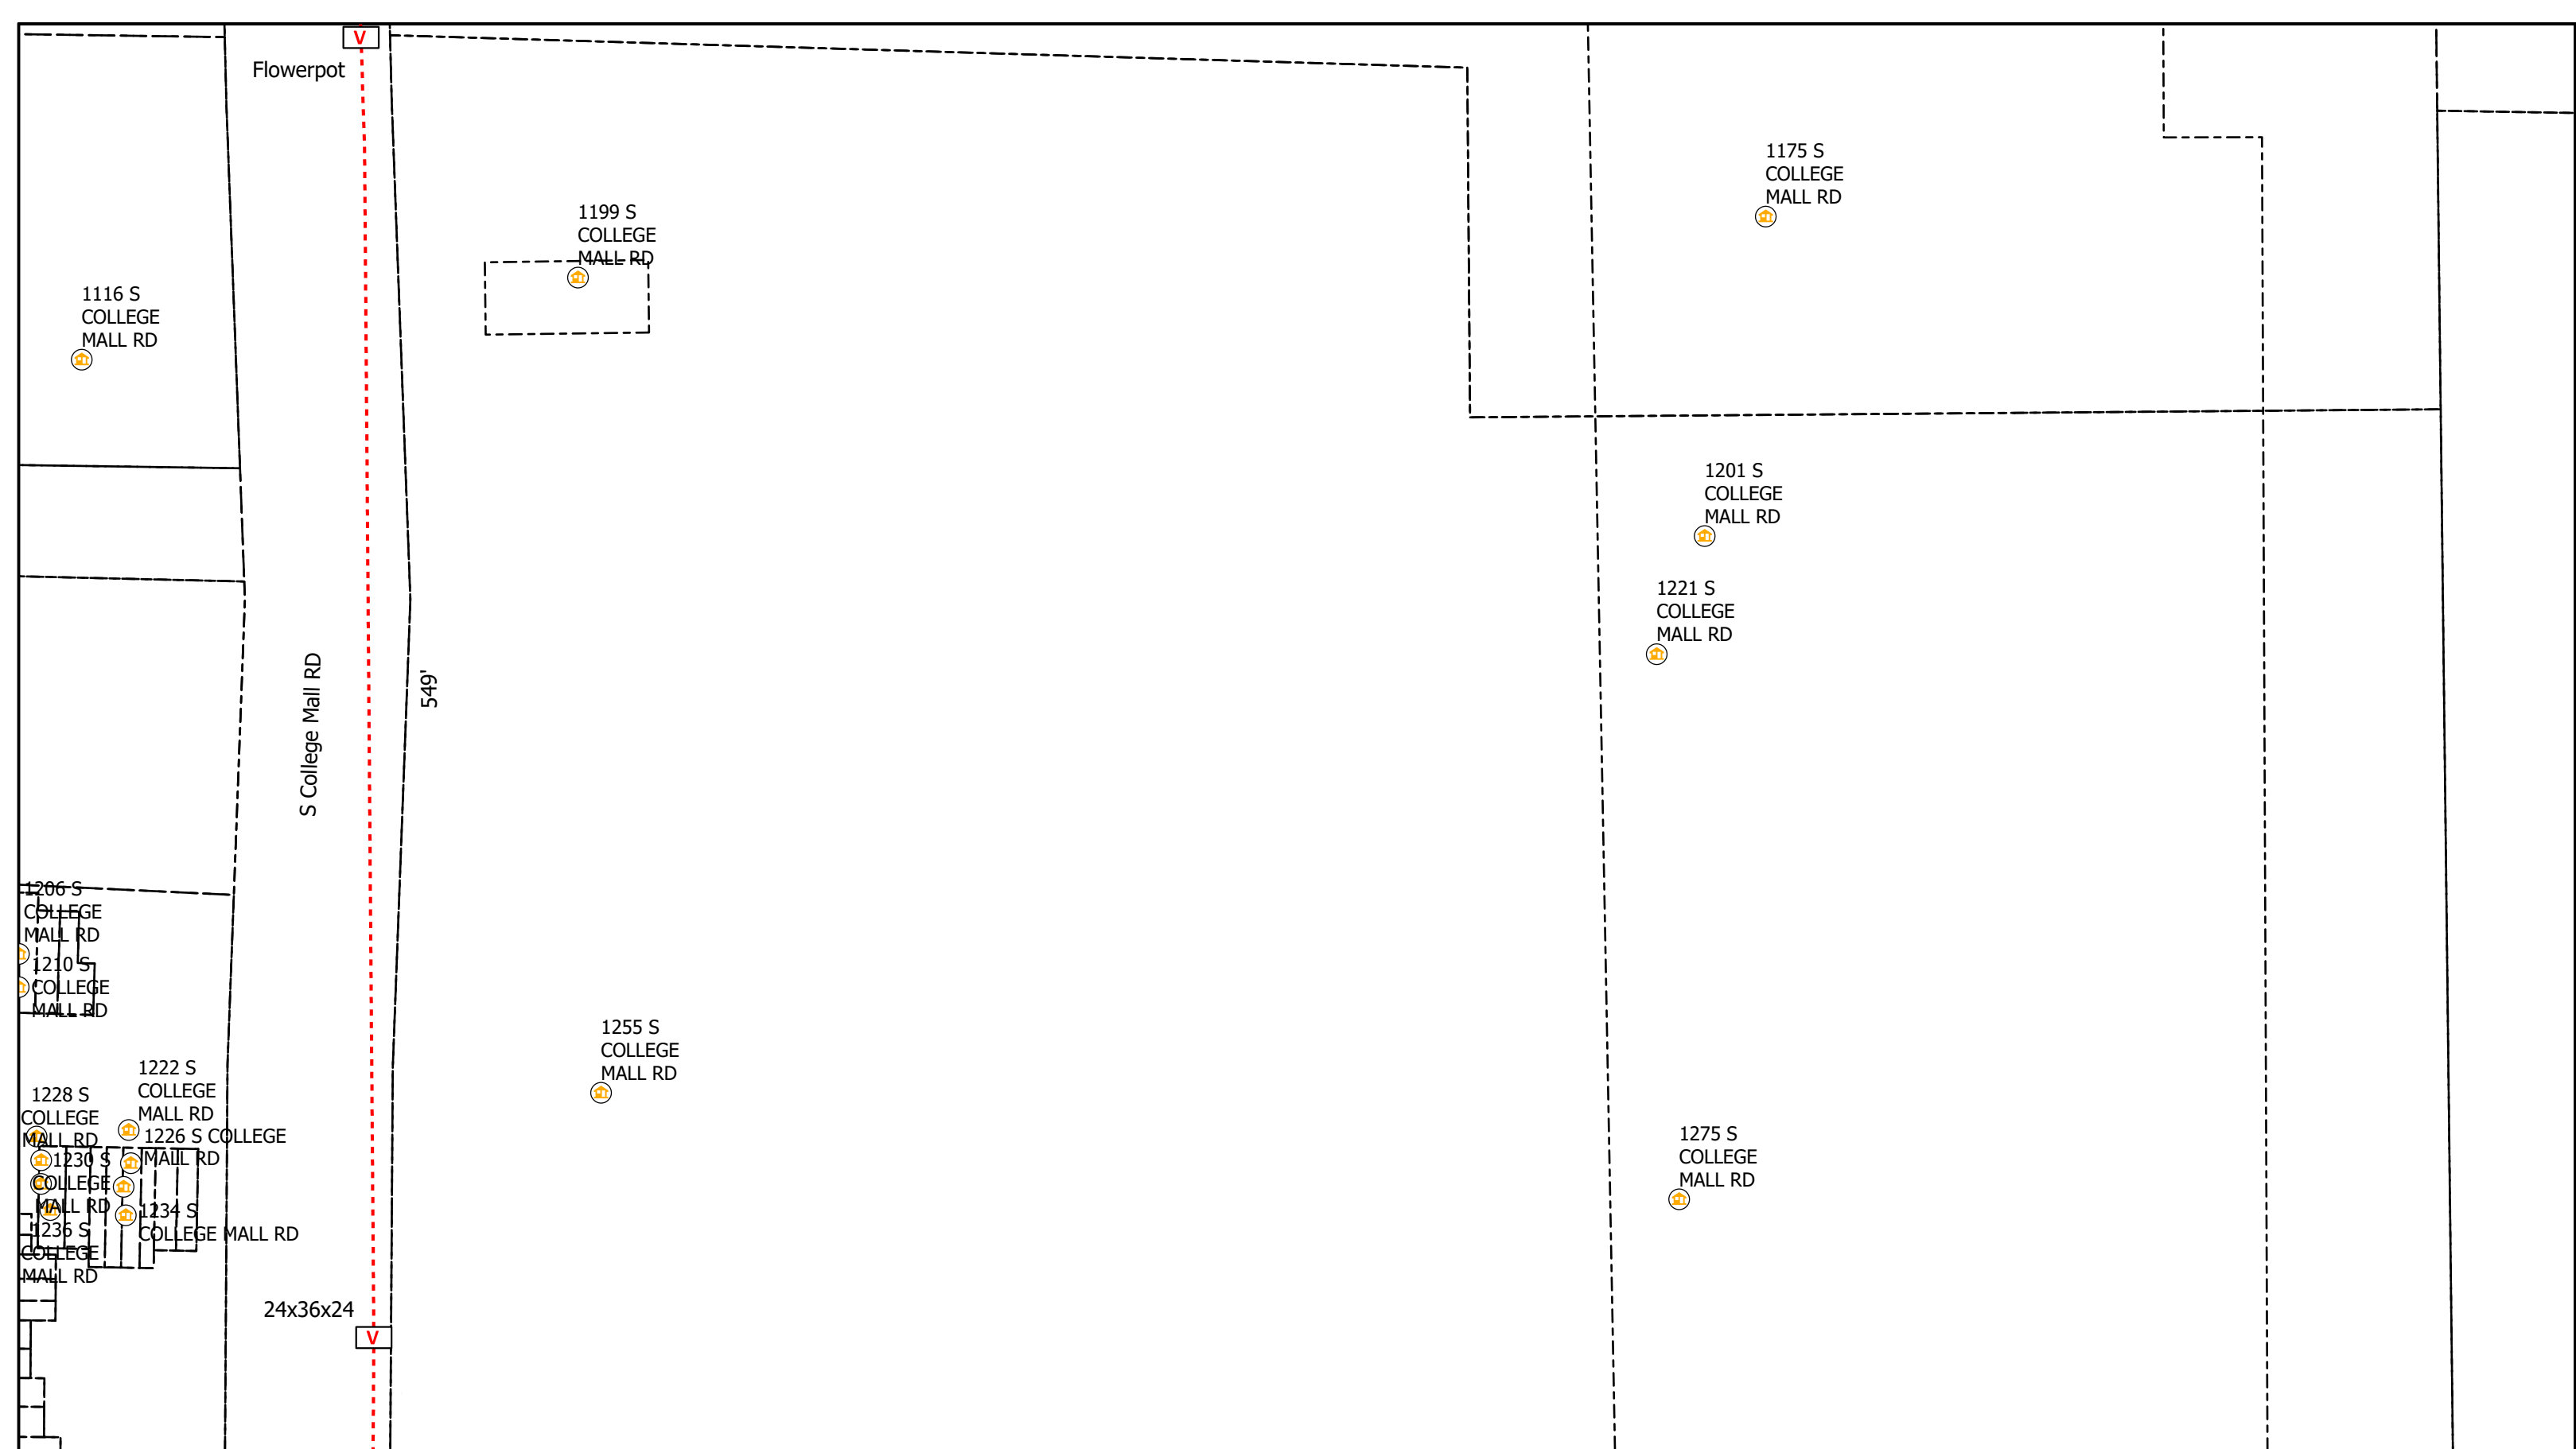 V
Flowerpot
1175 S
COLLEGE
MALL RD
1199 S
COLLEGE
MALL RD
1116 S
COLLEGE
MALL RD
1201 S
COLLEGE
MALL RD
1221 S
COLLEGE
MALL RD
S College Mall RD
549'
1206 S
COLLEGE
MALL RD
1210 S
COLLEGE
MALL RD
1255 S
COLLEGE
MALL RD
1222 S
COLLEGE
MALL RD
1228 S
COLLEGE
MALL RD
1226 S COLLEGE
MALL RD
1275 S
COLLEGE
MALL RD
1230 S
COLLEGE
MALL RD
1234 S
COLLEGE MALL RD
1236 S
COLLEGE
MALL RD
24x36x24
V